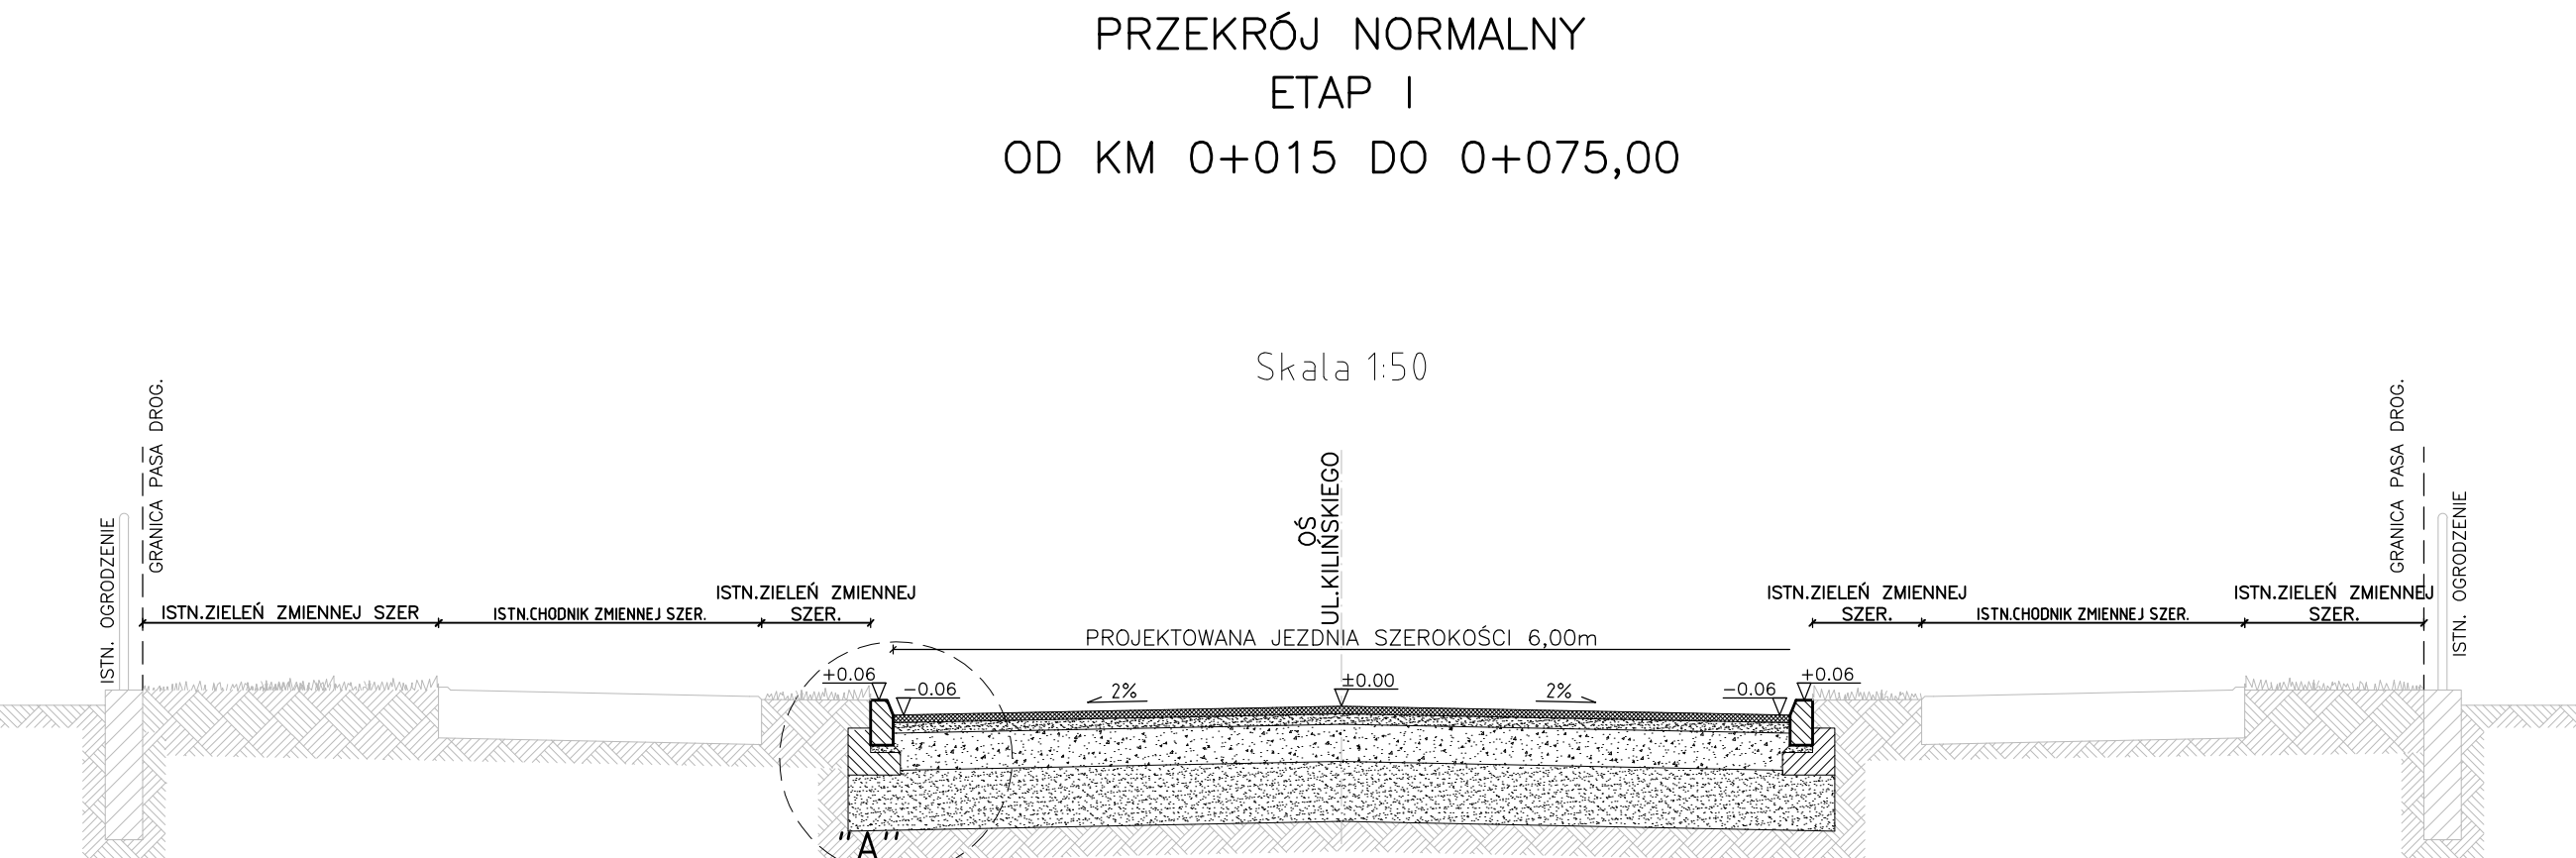 PRZEKRÓJ NORMALNY
ETAP I
OD KM 0+015 DO 0+075,00
Skala 1:50
ISTN. OGRODZENIE
GRANICA PASA DROG.
ISTN.ZIELEŃ ZMIENNEJ SZER
ISTN.CHODNIK ZMIENNEJ SZER.
ISTN.ZIELEŃ ZMIENNEJ
SZER.
OŚ
UL.KILIŃSKIEGO
PROJEKTOWANA JEZDNIA SZEROKOŚCI 6,00m
ISTN.ZIELEŃ ZMIENNEJ
SZER.
ISTN.CHODNIK ZMIENNEJ SZER.
ISTN.ZIELEŃ ZMIENNEJ
SZER.
GRANICA PASA DROG.
ISTN. OGRODZENIE
+0.06
-0.06
2%
±0.00
2%
-0.06
+0.06
A